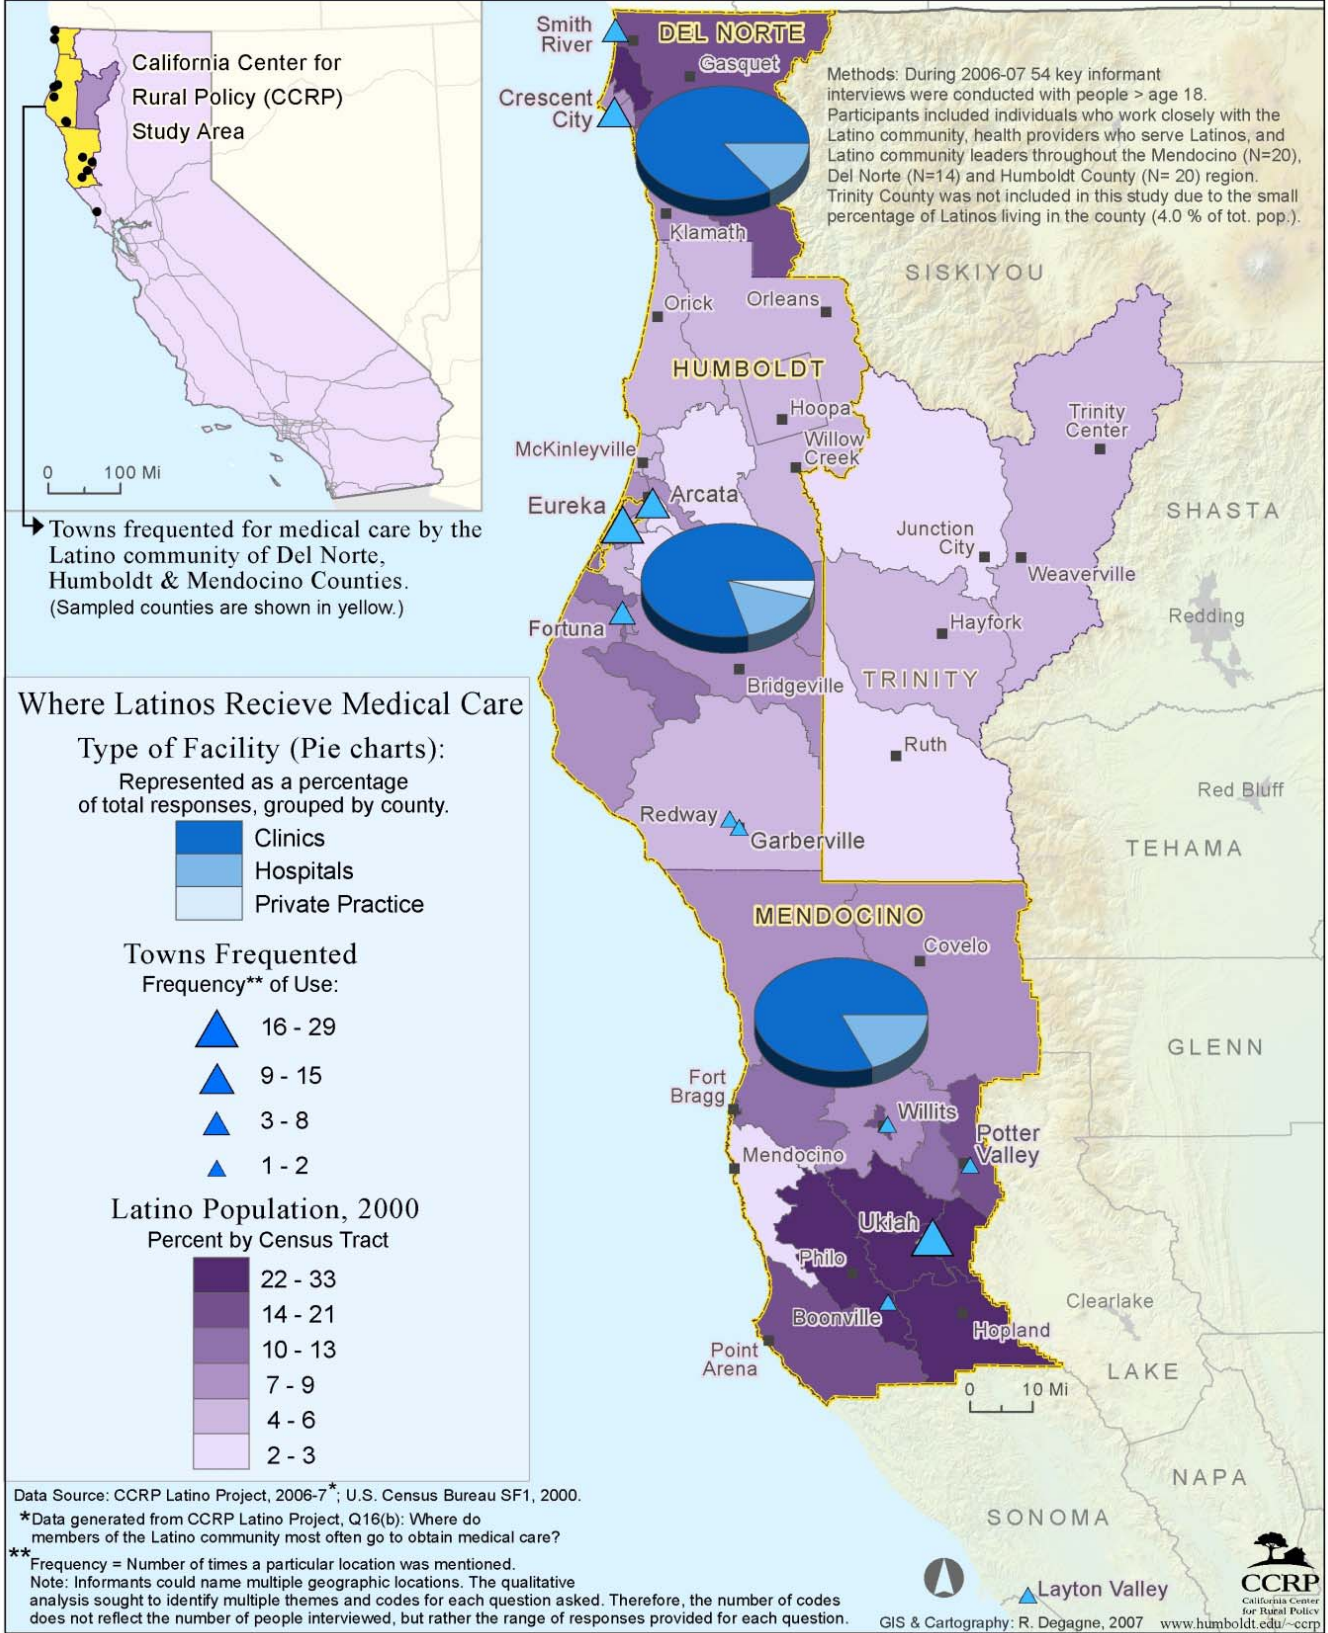 California Center for
Rural Policy (CCRP)
Study Area
0 100 Mi
Towns frequented for medical care by the
Latino community of Del Norte,
Humboldt & Mendocino Counties.
(Sampled counties are shown in yellow.)
Where Latinos Recieve Medical Care
Type of Facility (Pie charts):
Represented as a percentage
of total responses, grouped by county.
Clinics
Hospitals
Private Practice
Towns Frequented
Frequency** of Use:
16 - 29
9 - 15
3 - 8
1 - 2
Latino Population, 2000
Percent by Census Tract
22 - 33
14 - 21
10 - 13
7 - 9
4 - 6
2 - 3
Data Source: CCRP Latino Project, 2006-7*; U.S. Census Bureau SF1, 2000.
*Data generated from CCRP Latino Project, Q16(b): Where do
members of the Latino community most often go to obtain medical care?
**Frequency = Number of times a particular location was mentioned.
Note: Informants could name multiple geographic locations. The qualitative
analysis sought to identify multiple themes and codes for each question asked. Therefore, the number of codes
does not reflect the number of people interviewed, but rather the range of responses provided for each question.
Methods: During 2006-07 54 key informant
interviews were conducted with people > age 18.
Participants included individuals who work closely with the
Latino community, health providers who serve Latinos, and
Latino community leaders throughout the Mendocino (N=20),
Del Norte (N=14) and Humboldt County (N= 20) region.
Trinity County was not included in this study due to the small
percentage of Latinos living in the county (4.0 % of tot. pop.).
Smith
River
DEL NORTE
Gasquet
Crescent
City
Klamath
SISKIYOU
Orick
Orleans
HUMBOLDT
Hoopa
Trinity
Center
McKinleyville
Willow
Creek
Eureka
Arcata
SHASTA
Junction
City
Weaverville
Redding
Fortuna
Hayfork
Bridgeville
TRINITY
Ruth
Red Bluff
Redway
Garberville
TEHAMA
MENDOCINO
Covelo
GLENN
Fort
Bragg
Willits
Potter
Valley
Mendocino
Ukiah
Philo
Clearlake
Boonville
Hopland
Point
Arena
LAKE
0 10 Mi
NAPA
SONOMA
Layton Valley
CCRP
California Center
for Rural Policy
GIS & Cartography: R. Degagne, 2007 www.humboldt.edu/~ccrp